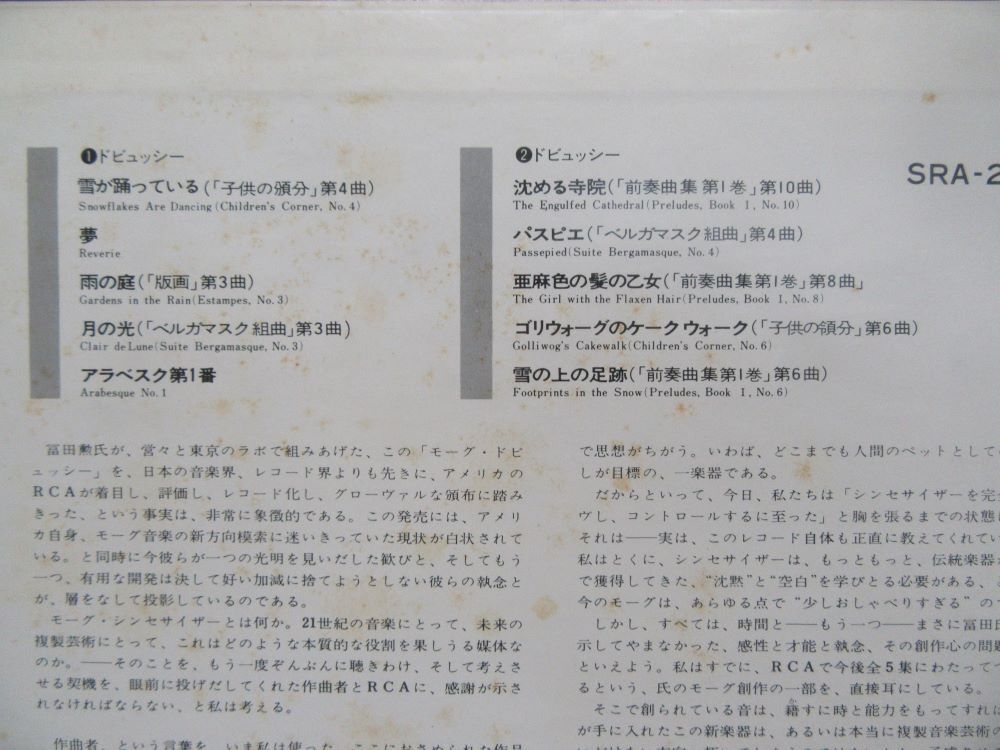 ❶ドビュッシー
雪が踊っている(「子供の領分」第4曲)
Snowflakes Are Dancing(Children's Corner, No.4)
夢
Reverie
雨の庭(「版画」第3曲)
Gardens in the Rain(Estampes, No.3)
月の光(「ベルガマスク組曲」第3曲)
Clair de Lune(Suite Bergamasque, No.3)
アラベスク第1番
Arabesque No.1
❷ドビュッシー
沈める寺院(「前奏曲集第Ⅰ巻」第10曲)
The Engulfed Cathedral(Preludes, Book Ⅰ, No.10)
パスピエ(「ベルガマスク組曲」第4曲)
Passepied(Suite Bergamasque, No.4)
亜麻色の髪の乙女(「前奏曲集第Ⅰ巻」第8曲」
The Girl with the Flaxen Hair(Preludes, Book Ⅰ, No.8)
ゴリウォーグのケークウォーク(「子供の領分」第6曲)
Golliwog's Cakewalk(Children's Corner, No.6)
雪の上の足跡(「前奏曲集第Ⅰ巻」第6曲)
Footprints in the Snow(Preludes, Book Ⅰ, No.6)
SRA-2
冨田勲氏が、営々と東京のラボで組みあげた、この「モーグ・ドビ
ュッシー」を、日本の音楽界、レコード界よりも先きに、アメリカの
RCAが着目し、評価し、レコード化し、グローヴァルな頒布に踏み
きった、という事実は、非常に象徴的である。この発売には、アメリ
カ自身、モーグ音楽の新方向模索に迷いきっていた現状が白状されて
いる。と同時に今彼らが一つの光明を見いだした歓びと、そしてもう
一つ、有用な開発は決して好い加減に捨てようとしない彼らの執念と
が、層をなして投影しているのである。
モーグ・シンセサイザーとは何か。21世紀の音楽にとって、未来の
複製芸術にとって、これはどのような本質的な役割を果しうる媒体な
のか。——そのことを、もう一度ぞんぶんに聴きわけ、そして考えさ
せる契機を、眼前に投げだしてくれた作曲者とRCAに、感謝が示さ
れなければならない、と私は考える。
作曲者、という言葉を、いま私は使った。ここにおさめられた作品
で思想がちがう。いわば、どこまでも人間のペットとしての
しが目標の、一楽器である。
だからといって、今日、私たちは「シンセサイザーを完
ヴし、コントロールするに至った」と胸を張るまでの状態に
それは——実は、このレコード自体も正直に教えてくれてい
私はとくに、シンセサイザーは、もっともっと、伝統楽器
で獲得してきた、“沈黙”と“空白”を学びとる必要がある、
今のモーグは、あらゆる点で“少しおしゃべりすぎる”の
しかし、すべては、時間と——もう一つ——まさに冨田氏
示してやまなかった、感性と才能と執念、その創作心の問題
といえよう。私はすでに、RCAで今後全5集にわたってつ
るという、氏のモーグ創作の一部を、直接耳にしている。
そこで創られている音は、藉すに時と能力をもってすれば
が手に入れたこの新楽器は、あるいは本当に複製音楽芸術の